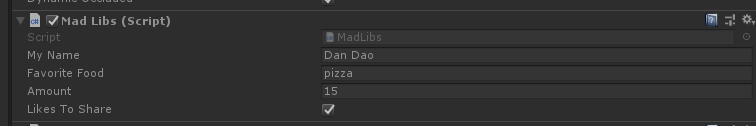 Mad Libs (Script)
Script MadLibs
My Name Dan Dao
Favorite Food pizza
Amount 15
Likes To Share